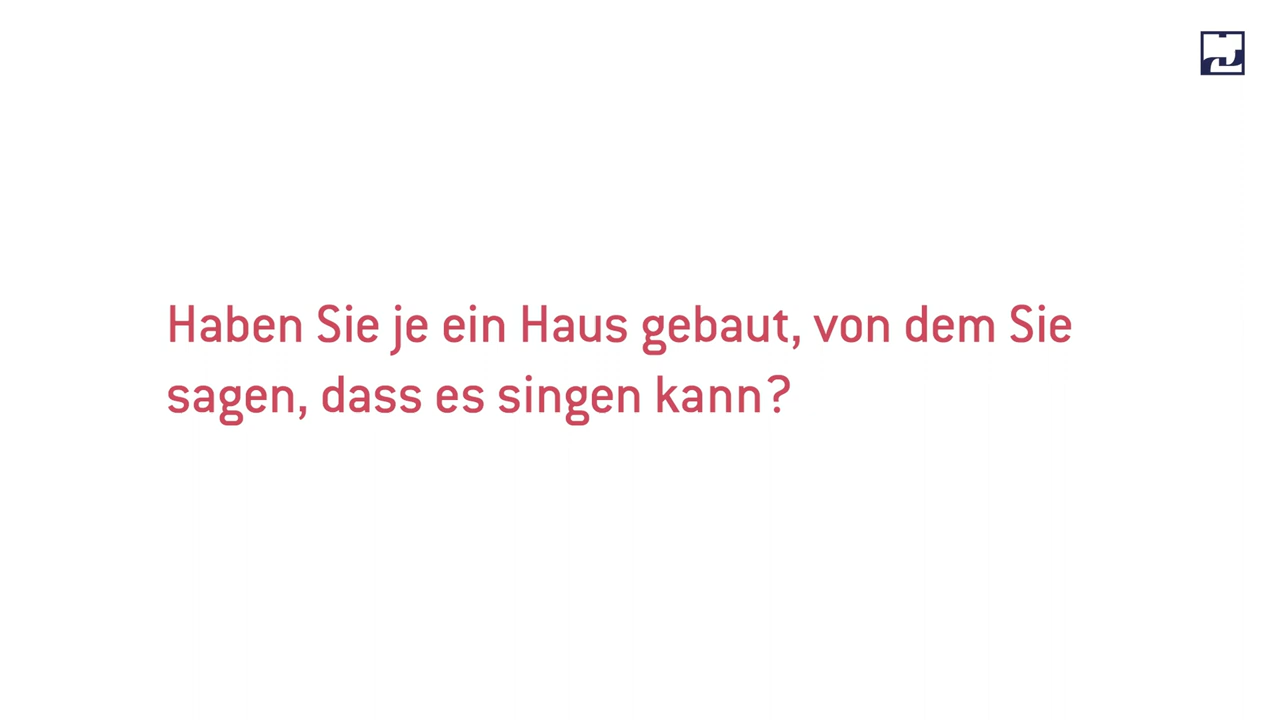 Haben Sie je ein Haus gebaut, von dem Sie
sagen, dass es singen kann?